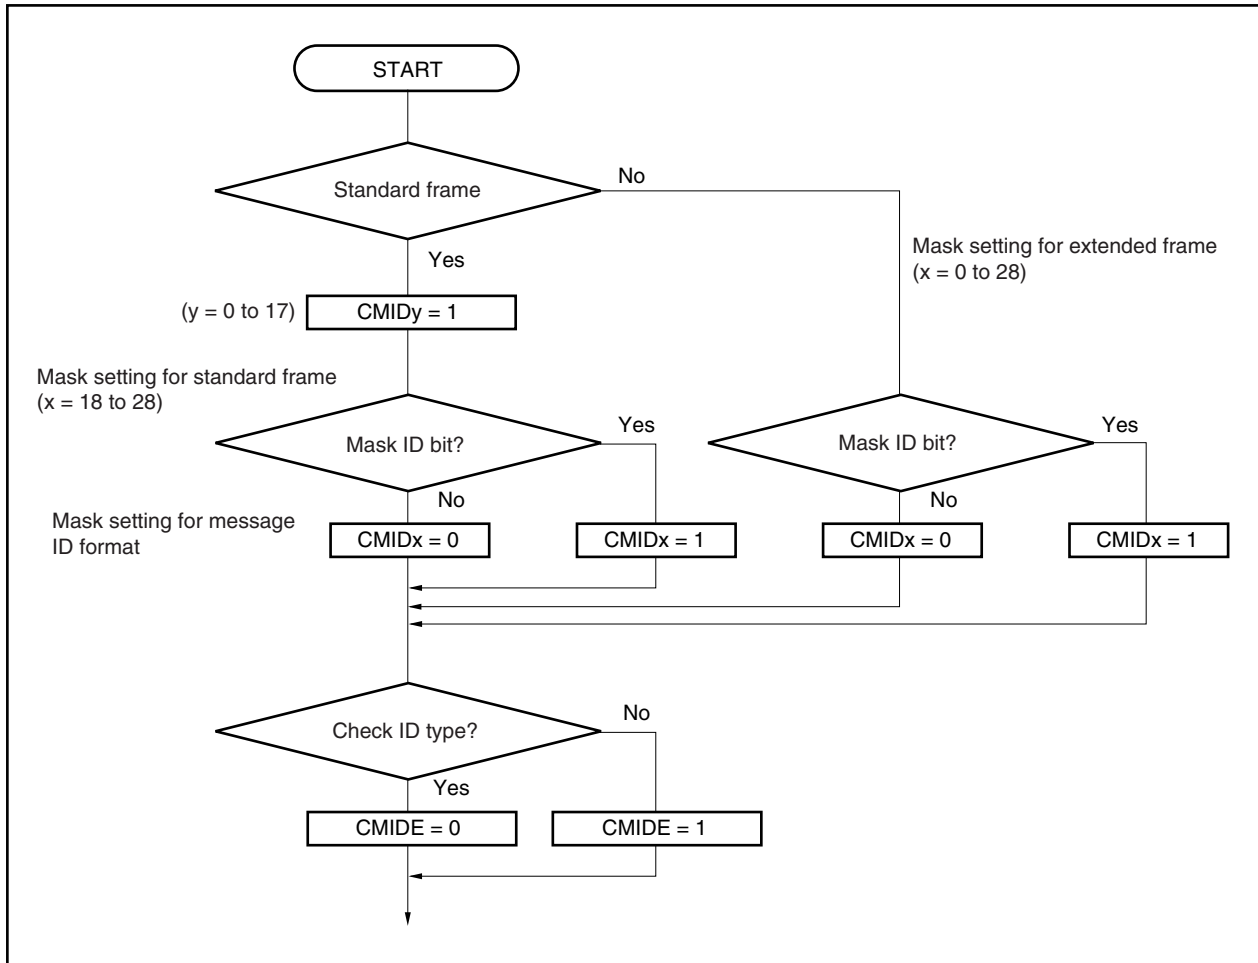 START
Standard frame
No
Yes
Mask setting for extended frame
(x = 0 to 28)
(y = 0 to 17)
CMIDy = 1
Mask setting for standard frame
(x = 18 to 28)
Mask ID bit?
Yes
Mask ID bit?
Yes
No
No
Mask setting for message
ID format
CMIDx = 0
CMIDx = 1
CMIDx = 0
CMIDx = 1
Check ID type?
No
Yes
CMIDE = 0
CMIDE = 1